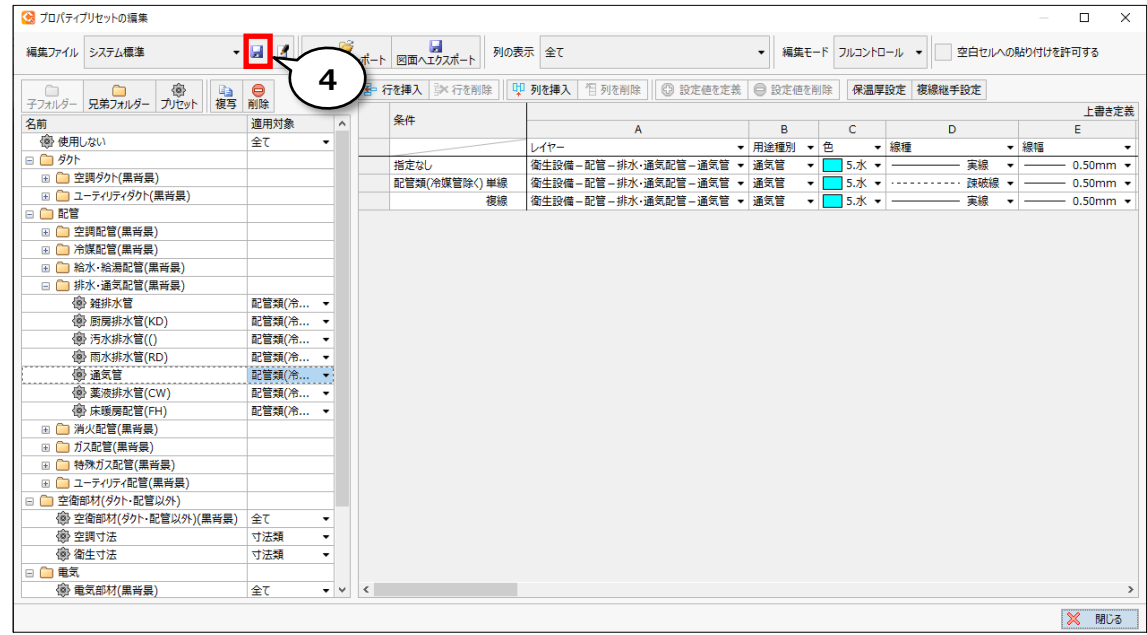 プロパティプリセットの編集
編集ファイル システム標準 ポート 図面へエクスポート 列の表示 全て 編集モード フルコントロール 空白セルへの貼り付けを許可する
4
子フォルダー 兄弟フォルダー プリセット 複写 削除 行を挿入 行を削除 列を挿入 列を削除 設定値を定義 設定値を削除 保温厚設定 複線継手設定
名前 適用対象 条件 上書き定義
A B C D E
使用しない 全て レイヤー 用途種別 色 線種 線幅
ダクト 指定なし 衛生設備－配管－排水・通気配管－通気管 通気管 5.水 実線 0.50mm
空調ダクト(黒背景) 配管類(冷媒管除く) 単線 衛生設備－配管－排水・通気配管－通気管 通気管 5.水 疎破線 0.50mm
ユーティリティダクト(黒背景) 複線 衛生設備－配管－排水・通気配管－通気管 通気管 5.水 実線 0.50mm
配管
空調配管(黒背景)
冷媒配管(黒背景)
給水・給湯配管(黒背景)
排水・通気配管(黒背景)
雑排水管 配管類(冷...
厨房排水管(KD) 配管類(冷...
汚水排水管(() 配管類(冷...
雨水排水管(RD) 配管類(冷...
通気管 配管類(冷...
薬液排水管(CW) 配管類(冷...
床暖房配管(FH) 配管類(冷...
消火配管(黒背景)
ガス配管(黒背景)
特殊ガス配管(黒背景)
ユーティリティ配管(黒背景)
空衛部材(ダクト・配管以外)
空衛部材(ダクト・配管以外)(黒背景) 全て
空調寸法 寸法類
衛生寸法 寸法類
電気
電気部材(黒背景) 全て
閉じる